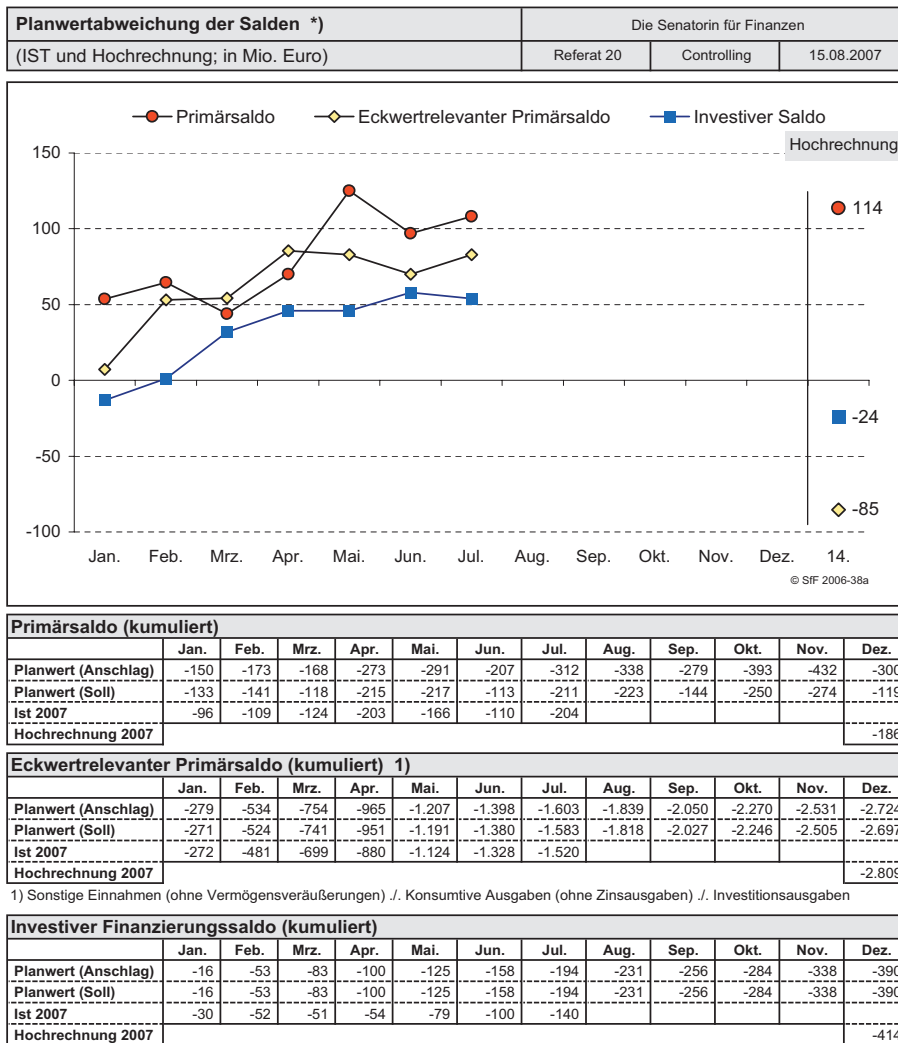 Planwertabweichung der Salden *) Die Senatorin für Finanzen
(IST und Hochrechnung; in Mio. Euro) Referat 20 Controlling 15.08.2007
Primärsaldo Eckwertrelevanter Primärsaldo Investiver Saldo
Hochrechnung
150
100
50
0
-50
-100
114
-24
-85
Jan. Feb. Mrz. Apr. Mai. Jun. Jul. Aug. Sep. Okt. Nov. Dez. 14.
© SfF 2006-38a
Primärsaldo (kumuliert)
Jan. Feb. Mrz. Apr. Mai. Jun. Jul. Aug. Sep. Okt. Nov. Dez.
Planwert (Anschlag) -150 -173 -168 -273 -291 -207 -312 -338 -279 -393 -432 -300
Planwert (Soll) -133 -141 -118 -215 -217 -113 -211 -223 -144 -250 -274 -119
Ist 2007 -96 -109 -124 -203 -166 -110 -204
Hochrechnung 2007 -186
Eckwertrelevanter Primärsaldo (kumuliert) 1)
Jan. Feb. Mrz. Apr. Mai. Jun. Jul. Aug. Sep. Okt. Nov. Dez.
Planwert (Anschlag) -279 -534 -754 -965 -1.207 -1.398 -1.603 -1.839 -2.050 -2.270 -2.531 -2.724
Planwert (Soll) -271 -524 -741 -951 -1.191 -1.380 -1.583 -1.818 -2.027 -2.246 -2.505 -2.697
Ist 2007 -272 -481 -699 -880 -1.124 -1.328 -1.520
Hochrechnung 2007 -2.809
1) Sonstige Einnahmen (ohne Vermögensveräußerungen) ./. Konsumtive Ausgaben (ohne Zinsausgaben) ./. Investitionsausgaben
Investiver Finanzierungssaldo (kumuliert)
Jan. Feb. Mrz. Apr. Mai. Jun. Jul. Aug. Sep. Okt. Nov. Dez.
Planwert (Anschlag) -16 -53 -83 -100 -125 -158 -194 -231 -256 -284 -338 -390
Planwert (Soll) -16 -53 -83 -100 -125 -158 -194 -231 -256 -284 -338 -390
Ist 2007 -30 -52 -51 -54 -79 -100 -140
Hochrechnung 2007 -414